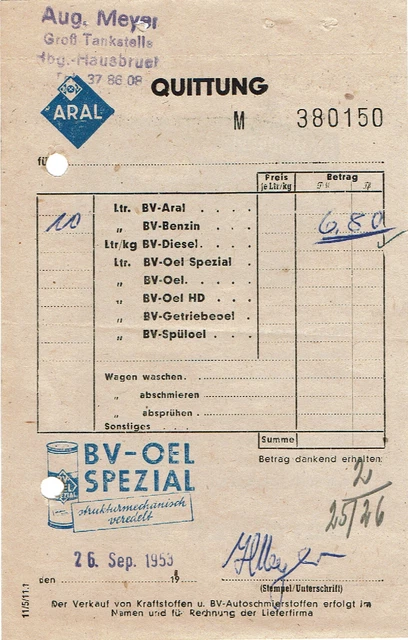 Aug. Meyer
Groß Tankstelle
Hbg.-Hausbruch
Tel. 37 86 08
QUITTUNG
BV
ARAL
M 380150
für
Preis je Ltr/kg Betrag
10 Ltr. BV-Aral . . . .
„ BV-Benzin . . . 6,80
Ltr/kg BV-Diesel. . . .
Ltr. BV-Oel Spezial .
„ BV-Oel. . . . .
„ BV-Oel HD . . .
„ BV-Getriebeoel . .
„ BV-Spüloel . . .
Wagen waschen.
„ abschmieren
„ absprühen
Sonstiges
Summe
Betrag dankend erhalten.
BV-OEL
SPEZIAL
strukturmechanisch
veredelt
2
25/26
26. Sep. 1953
den 19
(Stempel/Unterschrift)
11/5/11.1
Der Verkauf von Kraftstoffen u. BV-Autoschmierstoffen erfolgt im
Namen und für Rechnung der Lieferfirma